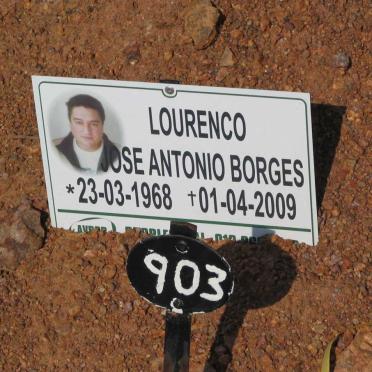 LOURENCO
JOSE ANTONIO BORGES
*23-03-1968 †01-04-2009
903